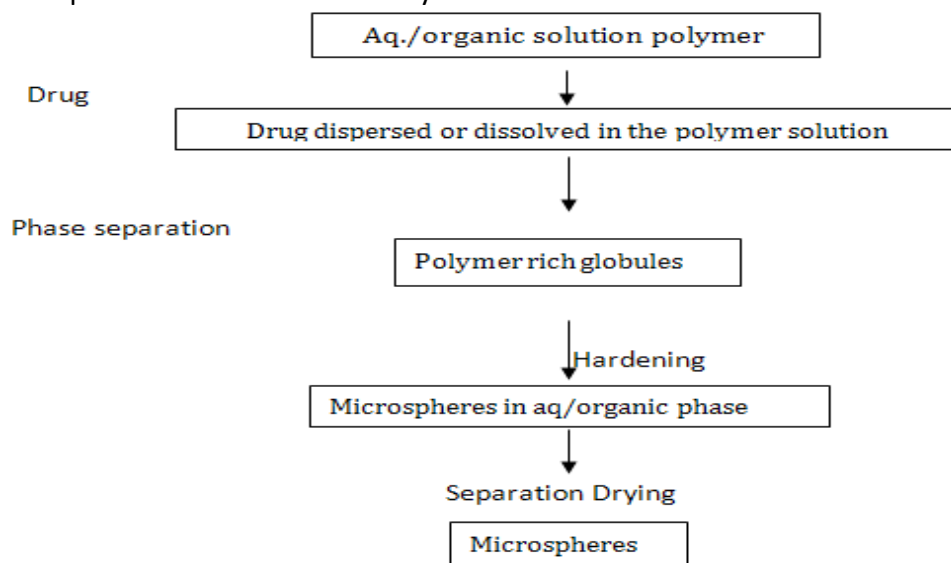 Aq./organic solution polymer
Drug
Drug dispersed or dissolved in the polymer solution
Phase separation
Polymer rich globules
Hardening
Microspheres in aq/organic phase
Separation Drying
Microspheres